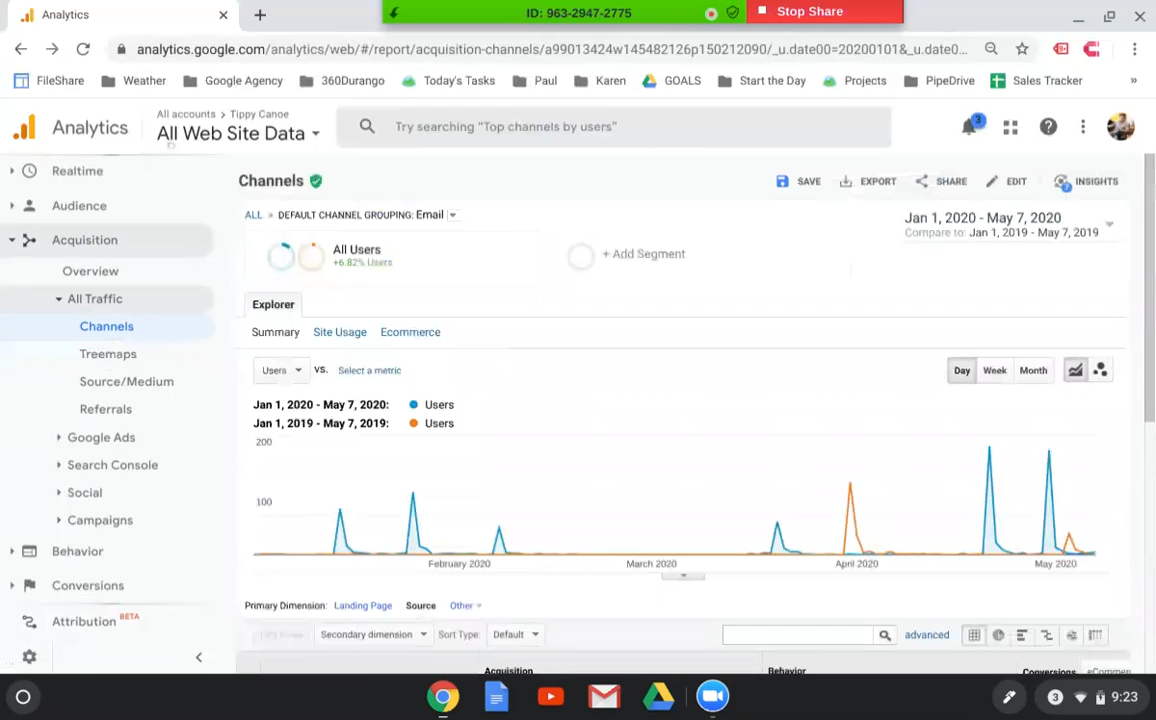 Analytics
ID: 963-2947-2775
Stop Share
analytics.google.com/analytics/web/#/report/acquisition-channels/a99013424w145482126p150212090/_u.date00=20200101&_u.date0...
FileShare
Weather
Google Agency
360Durango
Today's Tasks
Paul
Karen
GOALS
Start the Day
Projects
PipeDrive
Sales Tracker
»
Analytics
All accounts > Tippy Canoe
All Web Site Data
Try searching "Top channels by users"
3
Realtime
Audience
Acquisition
Overview
All Traffic
Channels
Treemaps
Source/Medium
Referrals
Google Ads
Search Console
Social
Campaigns
Behavior
Conversions
Attribution BETA
Channels
SAVE
EXPORT
SHARE
EDIT
INSIGHTS
ALL » DEFAULT CHANNEL GROUPING: Email
Jan 1, 2020 - May 7, 2020
Compare to: Jan 1, 2019 - May 7, 2019
All Users
+6.82% Users
+ Add Segment
Explorer
Summary
Site Usage
Ecommerce
Users
VS.
Select a metric
Day
Week
Month
Jan 1, 2020 - May 7, 2020:
Users
Jan 1, 2019 - May 7, 2019:
Users
200
100
February 2020
March 2020
April 2020
May 2020
Primary Dimension:
Landing Page
Source
Other
Secondary dimension
Sort Type:
Default
advanced
Acquisition
Behavior
Conversions
eCommerc
3
9:23